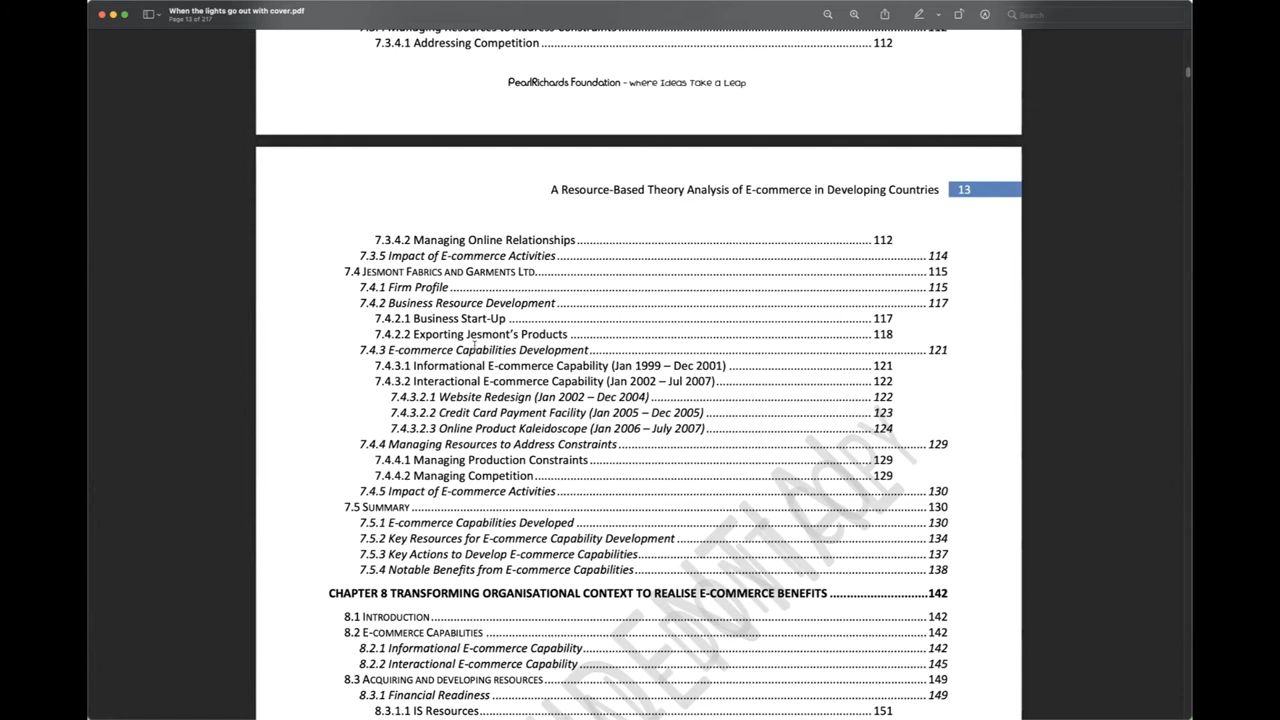 When the lights go out with cover.pdf
Page 13 of 217
Search
7.3.4 Managing Resources to Address Constraints 112
7.3.4.1 Addressing Competition 112
PearlRichards Foundation - where Ideas Take a Leap
A Resource-Based Theory Analysis of E-commerce in Developing Countries 13
7.3.4.2 Managing Online Relationships 112
7.3.5 Impact of E-commerce Activities 114
7.4 JESMONT FABRICS AND GARMENTS LTD. 115
7.4.1 Firm Profile 115
7.4.2 Business Resource Development 117
7.4.2.1 Business Start-Up 117
7.4.2.2 Exporting Jesmont's Products 118
7.4.3 E-commerce Capabilities Development 121
7.4.3.1 Informational E-commerce Capability (Jan 1999 – Dec 2001) 121
7.4.3.2 Interactional E-commerce Capability (Jan 2002 – Jul 2007) 122
7.4.3.2.1 Website Redesign (Jan 2002 – Dec 2004) 122
7.4.3.2.2 Credit Card Payment Facility (Jan 2005 – Dec 2005) 123
7.4.3.2.3 Online Product Kaleidoscope (Jan 2006 – July 2007) 124
7.4.4 Managing Resources to Address Constraints 129
7.4.4.1 Managing Production Constraints 129
7.4.4.2 Managing Competition 129
7.4.5 Impact of E-commerce Activities 130
7.5 SUMMARY 130
7.5.1 E-commerce Capabilities Developed 130
7.5.2 Key Resources for E-commerce Capability Development 134
7.5.3 Key Actions to Develop E-commerce Capabilities 137
7.5.4 Notable Benefits from E-commerce Capabilities 138
CHAPTER 8 TRANSFORMING ORGANISATIONAL CONTEXT TO REALISE E-COMMERCE BENEFITS 142
8.1 INTRODUCTION 142
8.2 E-COMMERCE CAPABILITIES 142
8.2.1 Informational E-commerce Capability 142
8.2.2 Interactional E-commerce Capability 145
8.3 ACQUIRING AND DEVELOPING RESOURCES 149
8.3.1 Financial Readiness 149
8.3.1.1 IS Resources 151